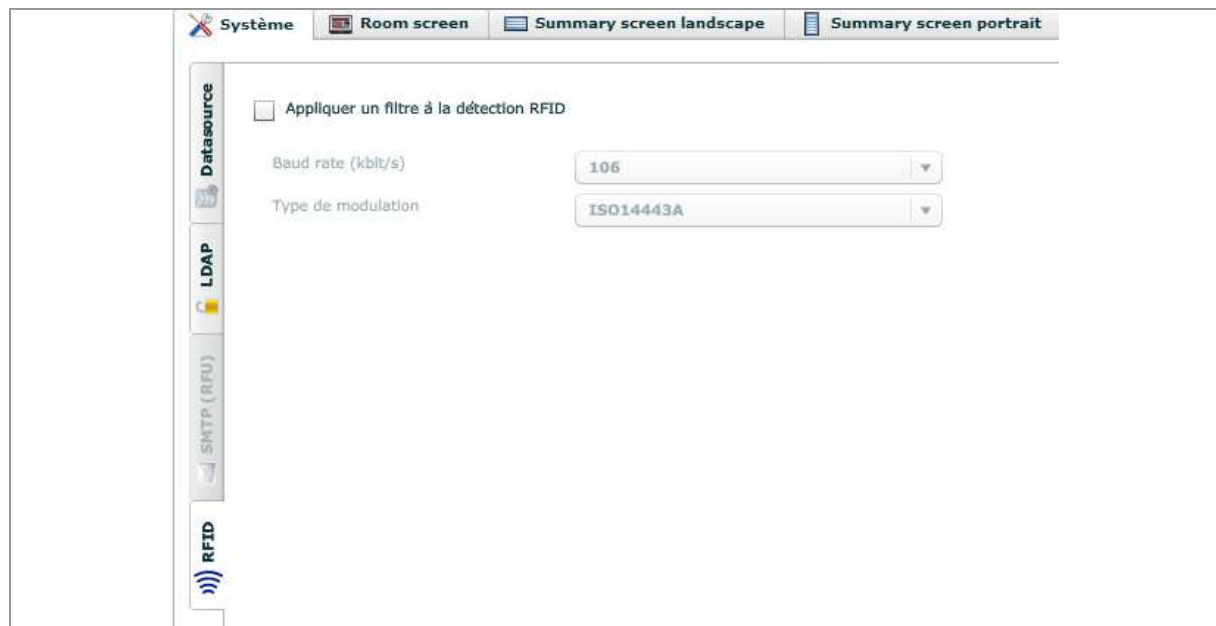 Système
Room screen
Summary screen landscape
Summary screen portrait
Datasource
LDAP
SMTP (RFU)
RFID
Appliquer un filtre à la détection RFID
Baud rate (kbit/s)
106
Type de modulation
ISO14443A